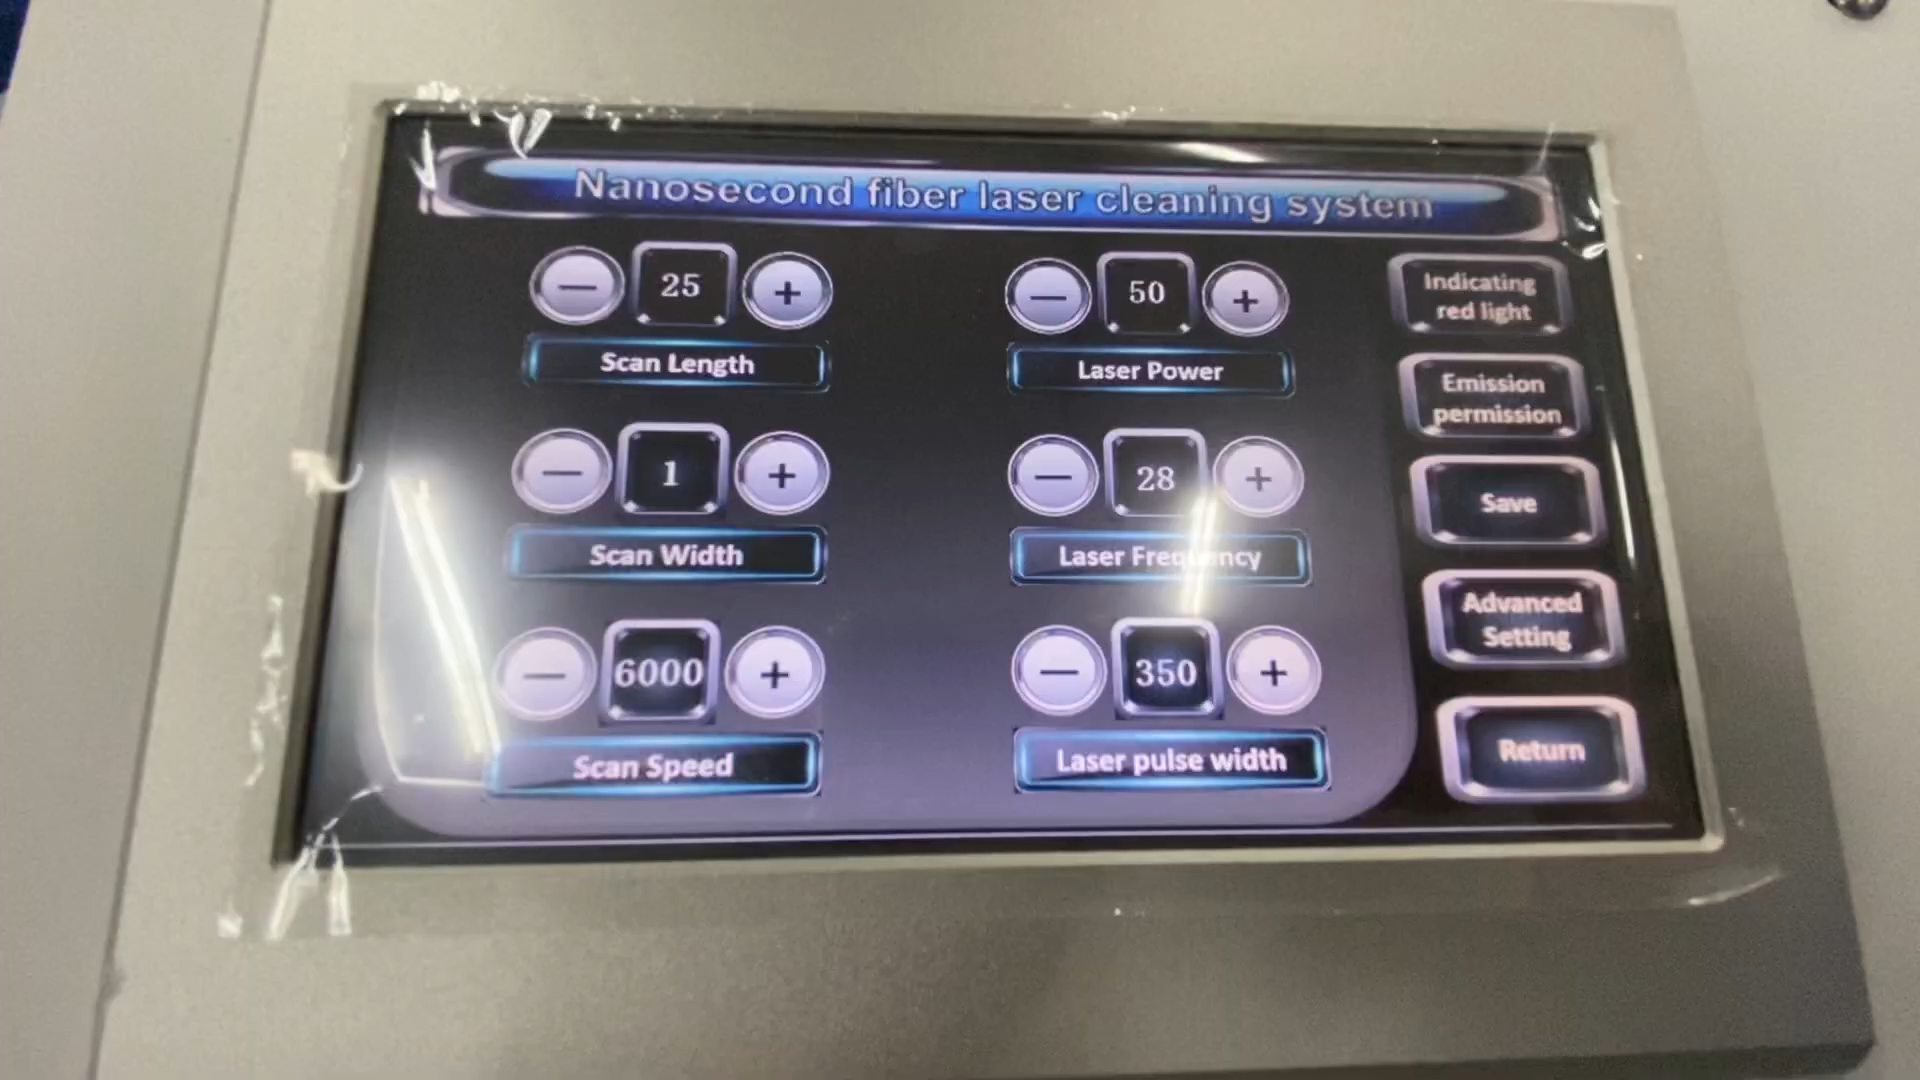 Nanosecond fiber laser cleaning system
25
Scan Length
1
Scan Width
6000
Scan Speed
50
Laser Power
28
Laser Frequency
350
Laser pulse width
Indicating
red light
Emission
permission
Save
Advanced
Setting
Return